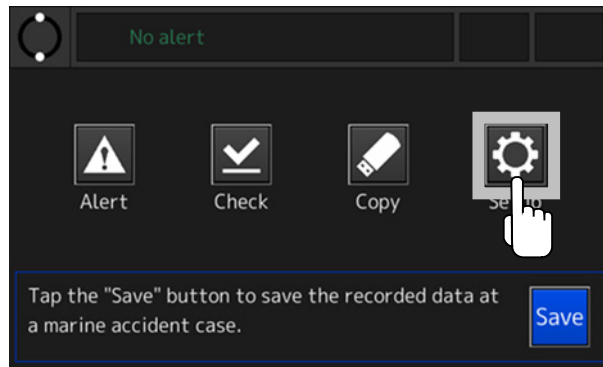 No alert
Alert Check Copy
Tap the "Save" button to save the recorded data at
a marine accident case.
Save